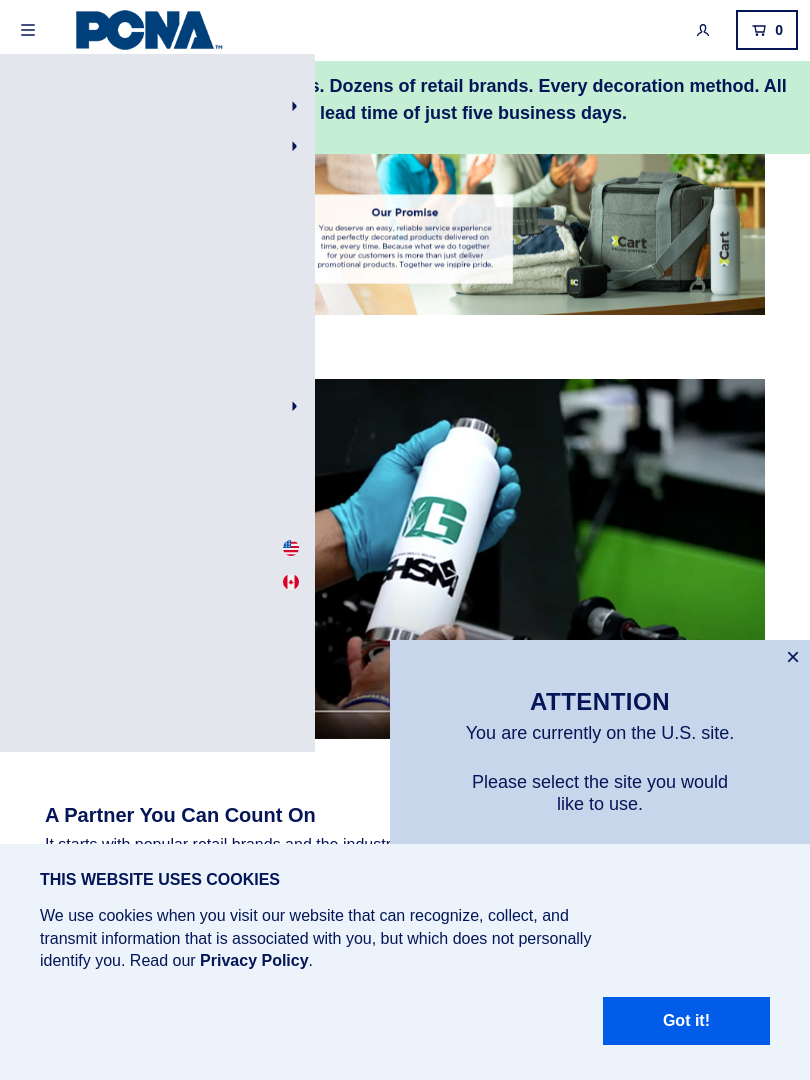 PCNA™
0
s. Dozens of retail brands. Every decoration method. All
lead time of just five business days.
Our Promise
You deserve an easy, reliable service experience
and perfectly decorated products delivered on
time, every time. Because what we do together
for your customers is more than just deliver
promotional products. Together we inspire pride.
Cart
Cart
ATTENTION
You are currently on the U.S. site.
Please select the site you would
like to use.
A Partner You Can Count On
It starts with popular retail brands and the industr
THIS WEBSITE USES COOKIES
We use cookies when you visit our website that can recognize, collect, and
transmit information that is associated with you, but which does not personally
identify you. Read our Privacy Policy.
Got it!